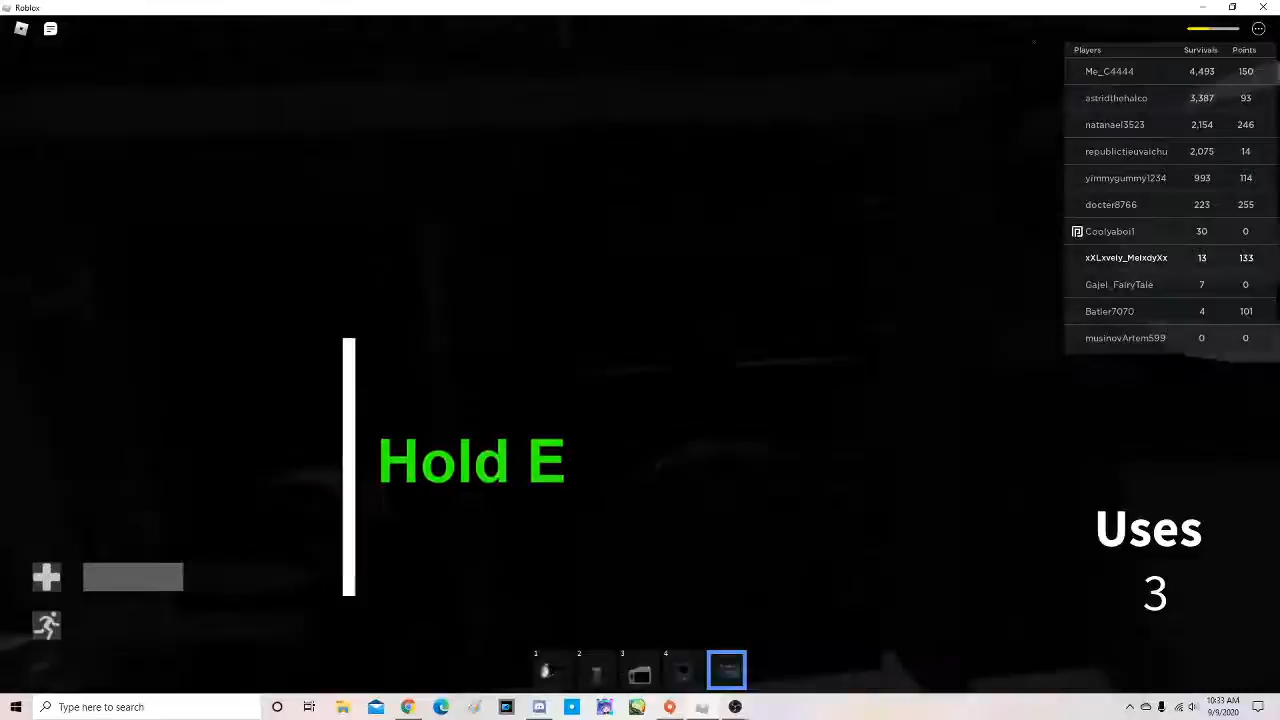 Roblox
Players Survivals Points
Me_C4444 4,493 150
astridthehalco 3,387 93
natanael3523 2,154 246
republictieuvaichu 2,075 14
yimmygummy1234 993 114
docter8766 223 255
Coolyaboi1 30 0
xXLxvely_MelxdyXx 13 133
Gajel_FairyTale 7 0
Batler7070 4 101
musinovArtem599 0 0
Hold E
Uses
3
1 2 3 4
Type here to search
10:33 AM
9/9/2020